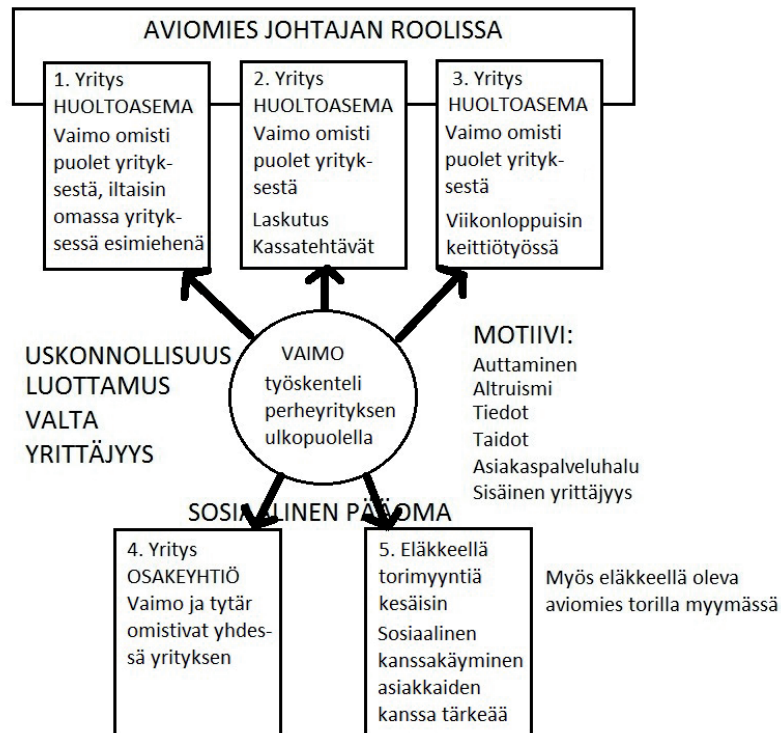 AVIOMIES JOHTAJAN ROOLISSA
1. Yritys
HUOLTOASEMA
Vaimo omisti
puolet yrityk-
sestä, iltaisin
omassa yrityk-
sessä esimiehenä
2. Yritys
HUOLTOASEMA
Vaimo omisti
puolet yrityk-
sestä
Laskutus
Kassatehtävät
3. Yritys
HUOLTOASEMA
Vaimo omisti
puolet yrityk-
sestä
Viikonloppuisin
keittiötyössä
USKONNOLLISUUS
LUOTTAMUS
VALTA
YRITTÄJYYS
VAIMO
työskenteli
perheyrityksen
ulkopuolella
MOTIIVI:
Auttaminen
Altruismi
Tiedot
Taidot
Asiakaspalveluhalu
Sisäinen yrittäjyys
SOSIAALINEN PÄÄOMA
4. Yritys
OSAKEYHTIÖ
Vaimo ja tytär
omistivat yhdes-
sä yrityksen
5. Eläkkeellä
torimyyntiä
kesäisin
Sosiaalinen
kanssakäyminen
asiakkaiden
kanssa tärkeää
Myös eläkkeellä oleva
aviomies torilla myymässä